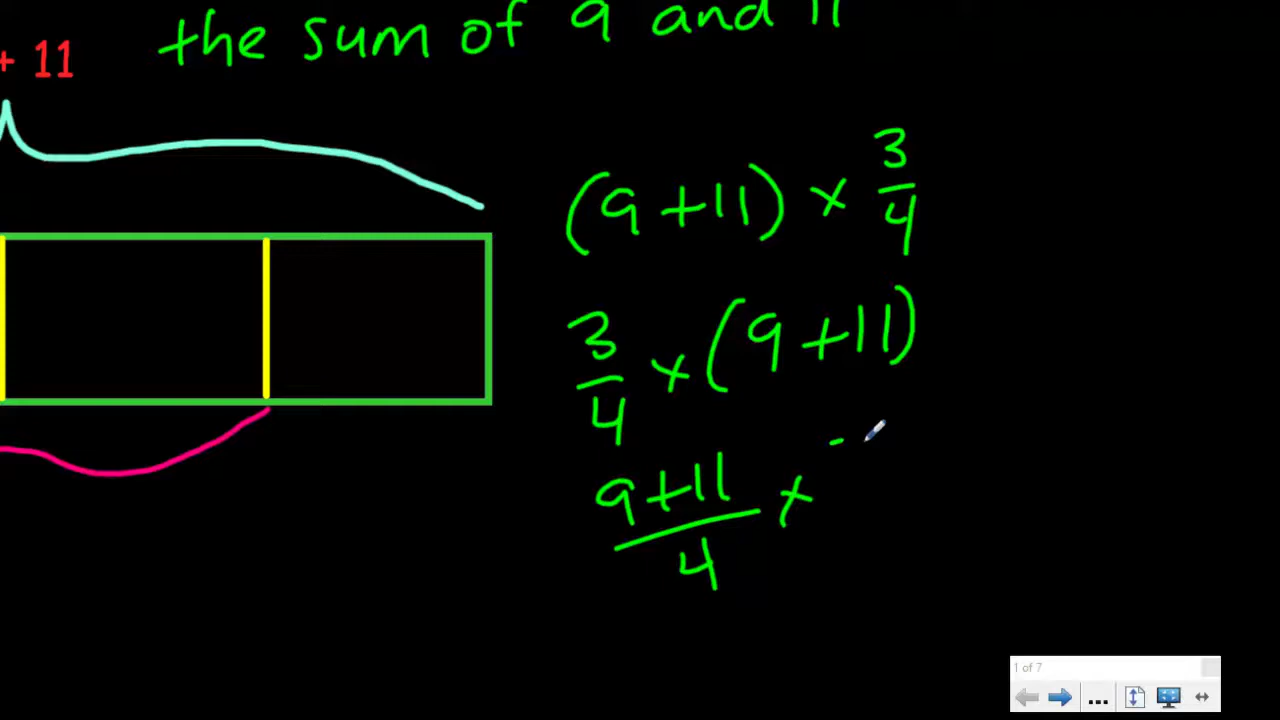 the sum of 9 and 11
+ 11
(9 + 11) × 3/4
3/4 × (9 + 11)
9 + 11/4 ×
1 of 7
...